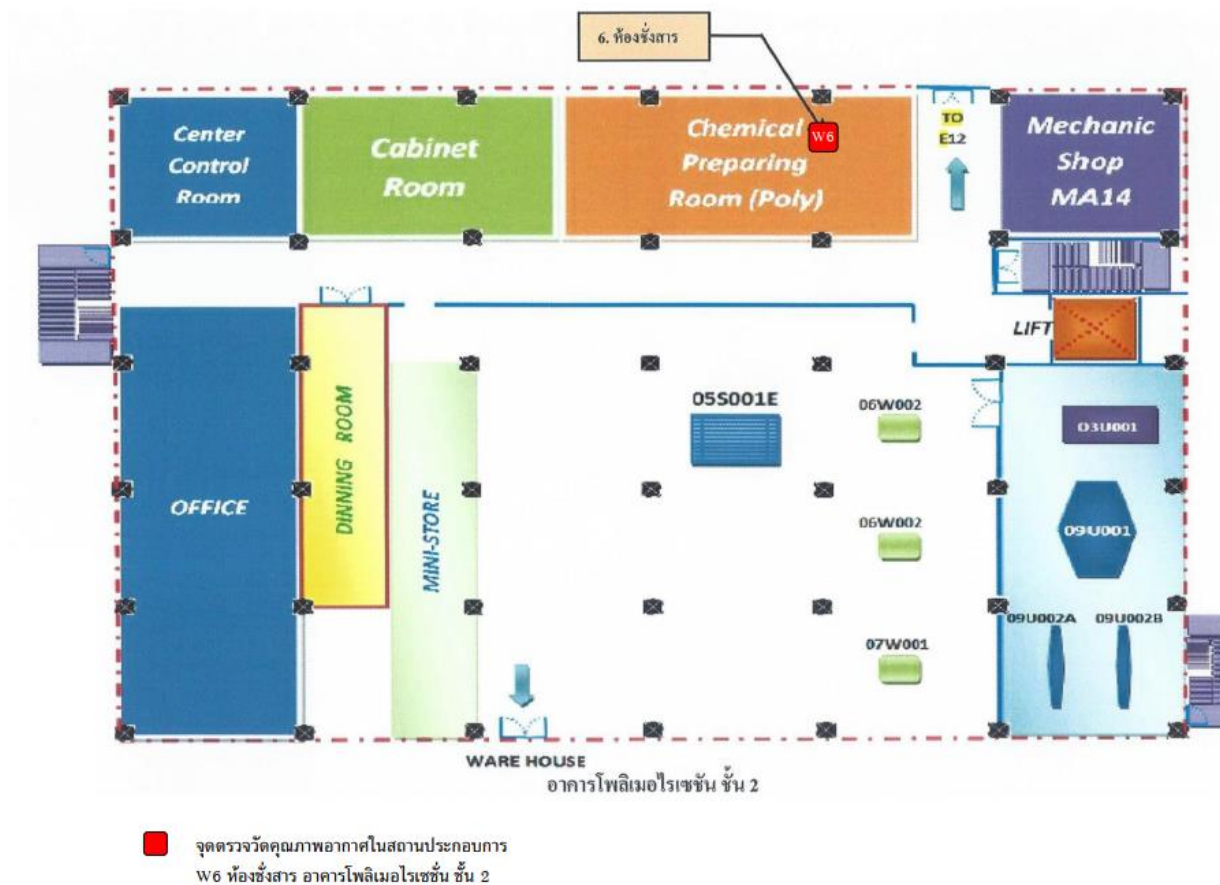 6. ห้องชั่งสาร
Center
Control
Room
Cabinet
Room
Chemical
Preparing
Room (Poly)
W6
TO
E12
Mechanic
Shop
MA14
LIFT
OFFICE
DINNING ROOM
MINI-STORE
05S001E
06W002
06W002
07W001
03U001
09U001
09U002A
09U002B
WARE HOUSE
อาคารโพลิเมอไรเซชัน ชั้น 2
จุดตรวจวัดคุณภาพอากาศในสถานประกอบการ
W6 ห้องชั่งสาร อาคารโพลิเมอไรเซชั่น ชั้น 2